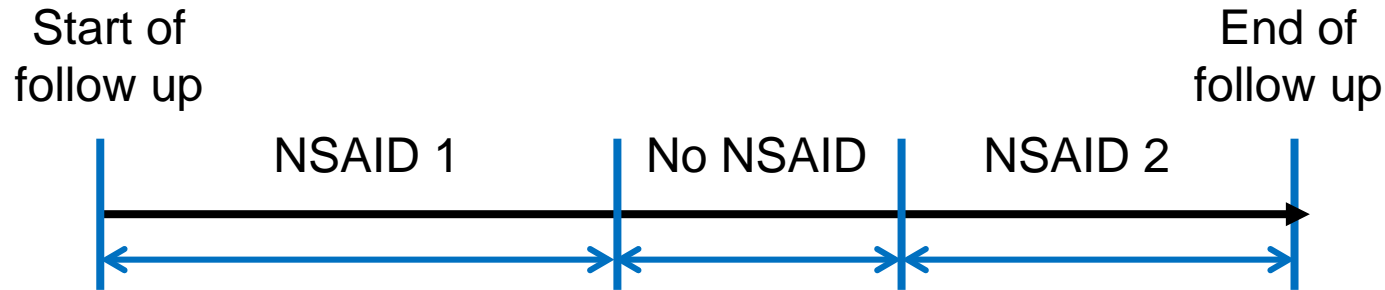 Start of
follow up
End of
follow up
NSAID 1
No NSAID
NSAID 2